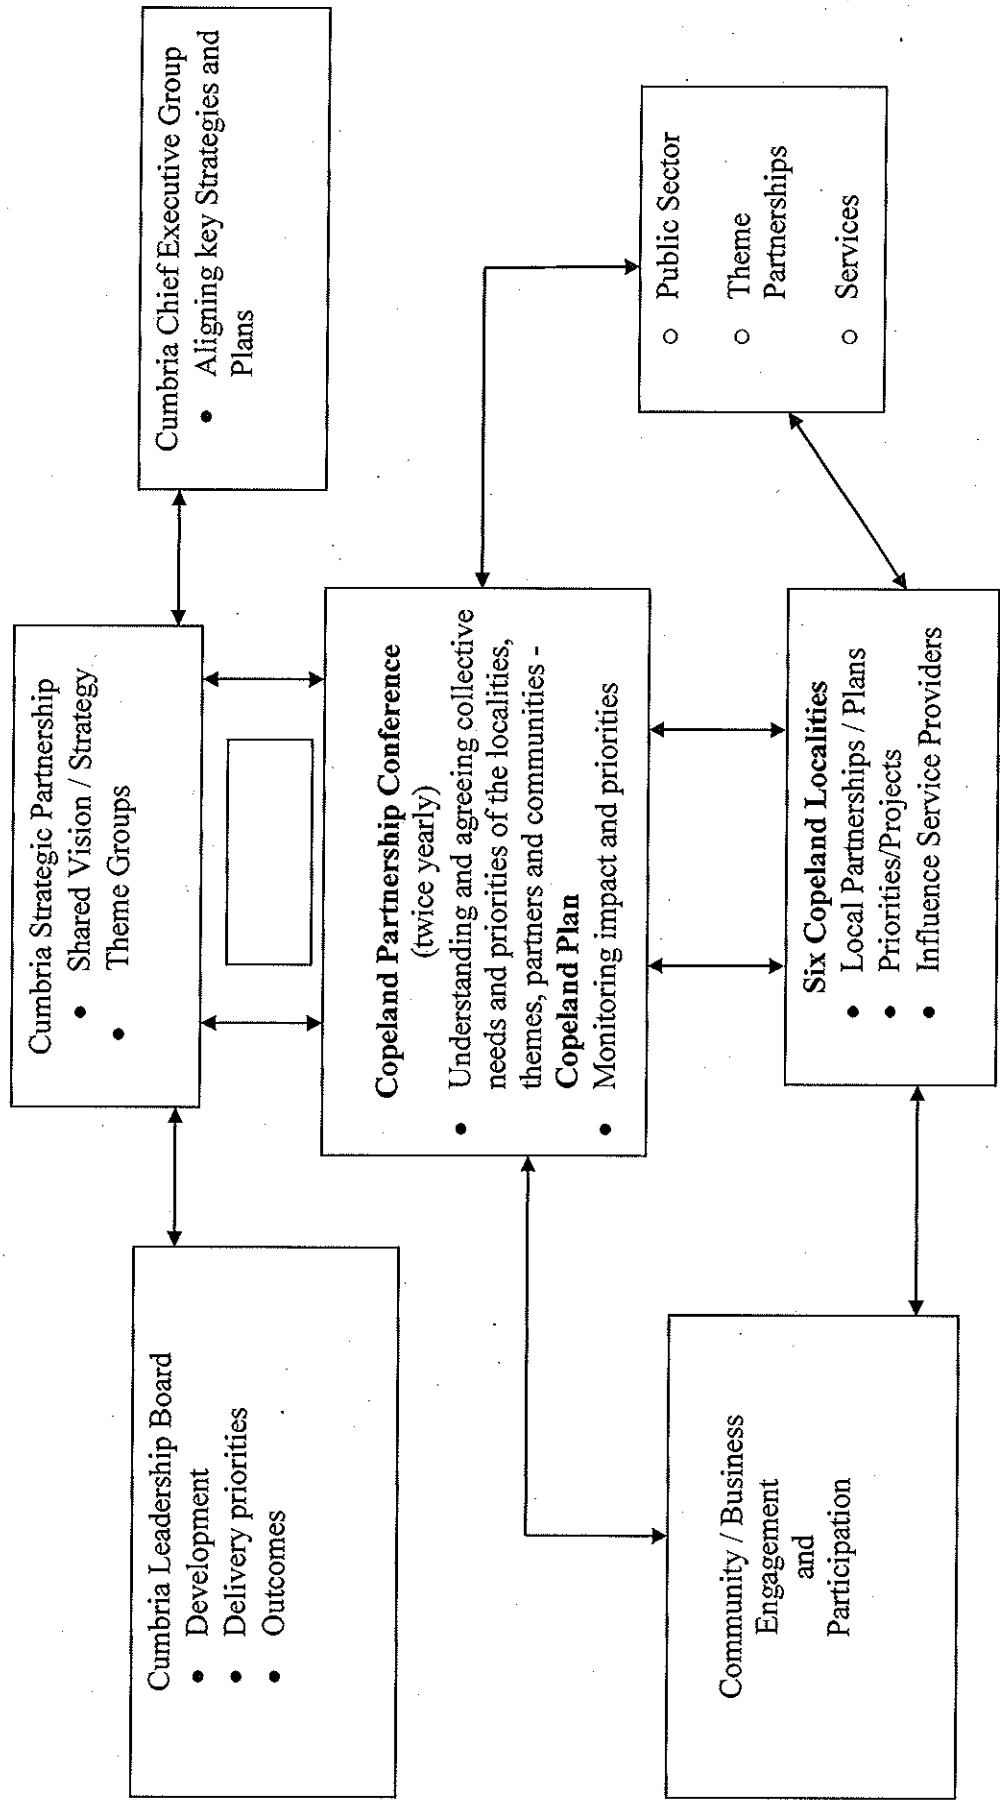 Cumbria Leadership Board
• Development
• Delivery priorities
• Outcomes
Cumbria Strategic Partnership
• Shared Vision / Strategy
• Theme Groups
Cumbria Chief Executive Group
• Aligning key Strategies and
Plans
Copeland Partnership Conference
(twice yearly)
• Understanding and agreeing collective
needs and priorities of the localities,
themes, partners and communities -
Copeland Plan
• Monitoring impact and priorities
Community / Business
Engagement
and
Participation
Six Copeland Localities
• Local Partnerships / Plans
• Priorities/Projects
• Influence Service Providers
○ Public Sector
○ Theme
Partnerships
○ Services